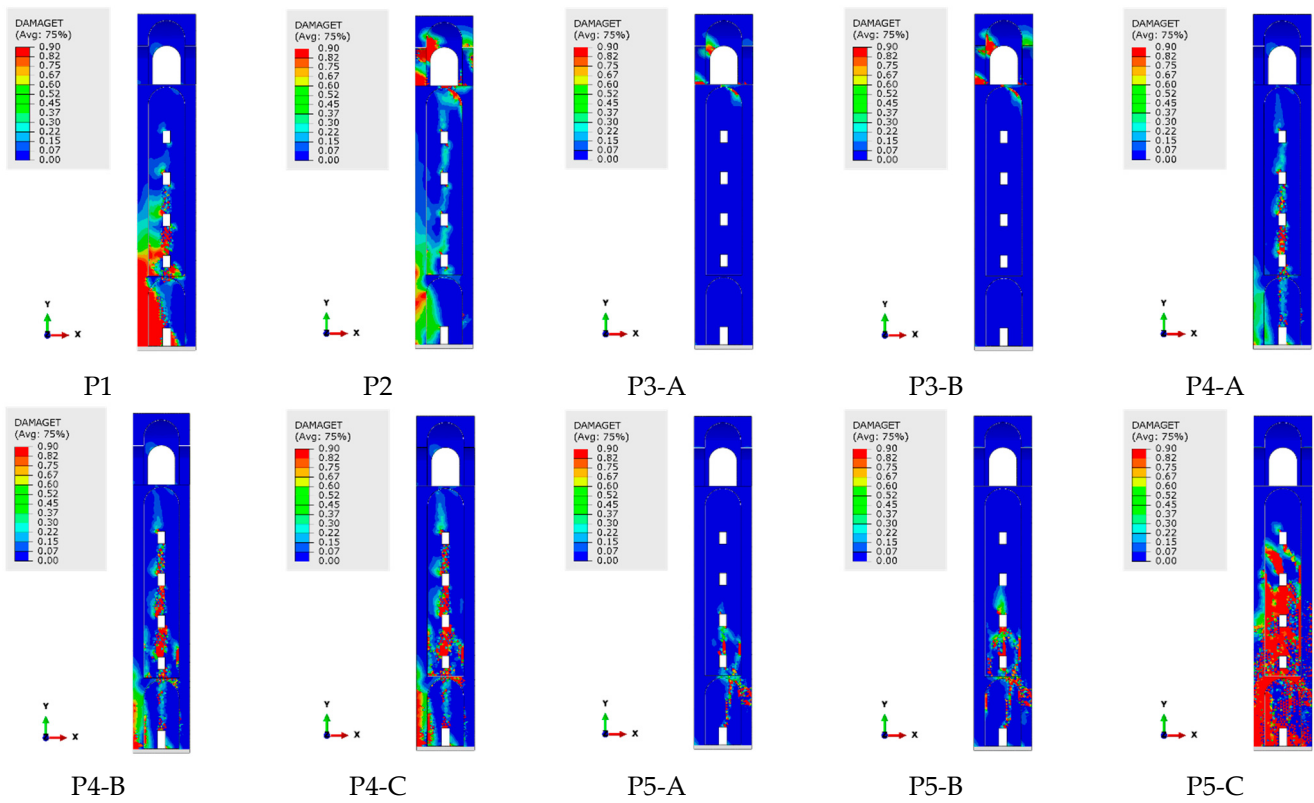 DAMAGET
(Avg: 75%)
0.90
0.82
0.75
0.67
0.60
0.52
0.45
0.37
0.30
0.22
0.15
0.07
0.00
Y
X
P1
DAMAGET
(Avg: 75%)
0.90
0.82
0.75
0.67
0.60
0.52
0.45
0.37
0.30
0.22
0.15
0.07
0.00
Y
X
P2
DAMAGET
(Avg: 75%)
0.90
0.82
0.75
0.67
0.60
0.52
0.45
0.37
0.30
0.22
0.15
0.07
0.00
Y
X
P3-A
DAMAGET
(Avg: 75%)
0.90
0.82
0.75
0.67
0.60
0.52
0.45
0.37
0.30
0.22
0.15
0.07
0.00
Y
X
P3-B
DAMAGET
(Avg: 75%)
0.90
0.82
0.75
0.67
0.60
0.52
0.45
0.37
0.30
0.22
0.15
0.07
0.00
Y
X
P4-A
DAMAGET
(Avg: 75%)
0.90
0.82
0.75
0.67
0.60
0.52
0.45
0.37
0.30
0.22
0.15
0.07
0.00
Y
X
P4-B
DAMAGET
(Avg: 75%)
0.90
0.82
0.75
0.67
0.60
0.52
0.45
0.37
0.30
0.22
0.15
0.07
0.00
Y
X
P4-C
DAMAGET
(Avg: 75%)
0.90
0.82
0.75
0.67
0.60
0.52
0.45
0.37
0.30
0.22
0.15
0.07
0.00
Y
X
P5-A
DAMAGET
(Avg: 75%)
0.90
0.82
0.75
0.67
0.60
0.52
0.45
0.37
0.30
0.22
0.15
0.07
0.00
Y
X
P5-B
DAMAGET
(Avg: 75%)
0.90
0.82
0.75
0.67
0.60
0.52
0.45
0.37
0.30
0.22
0.15
0.07
0.00
Y
X
P5-C